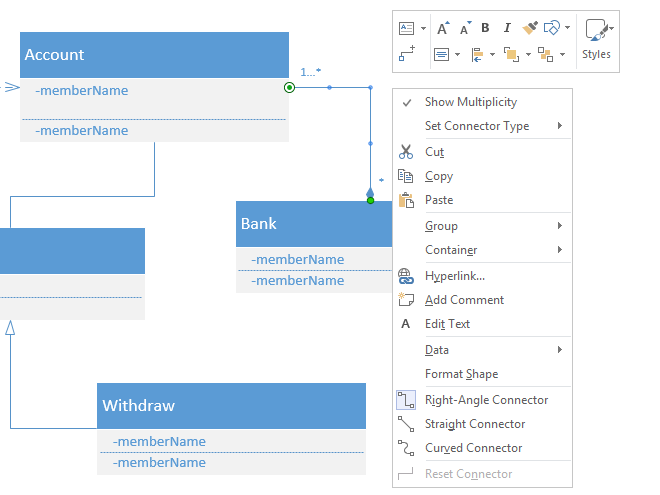 Account
-memberName
-memberName
1...*
*
Bank
-memberName
-memberName
Withdraw
-memberName
-memberName
A A B I
Styles
Show Multiplicity
Set Connector Type
Cut
Copy
Paste
Group
Container
Hyperlink...
Add Comment
A Edit Text
Data
Format Shape
Right-Angle Connector
Straight Connector
Curved Connector
Reset Connector